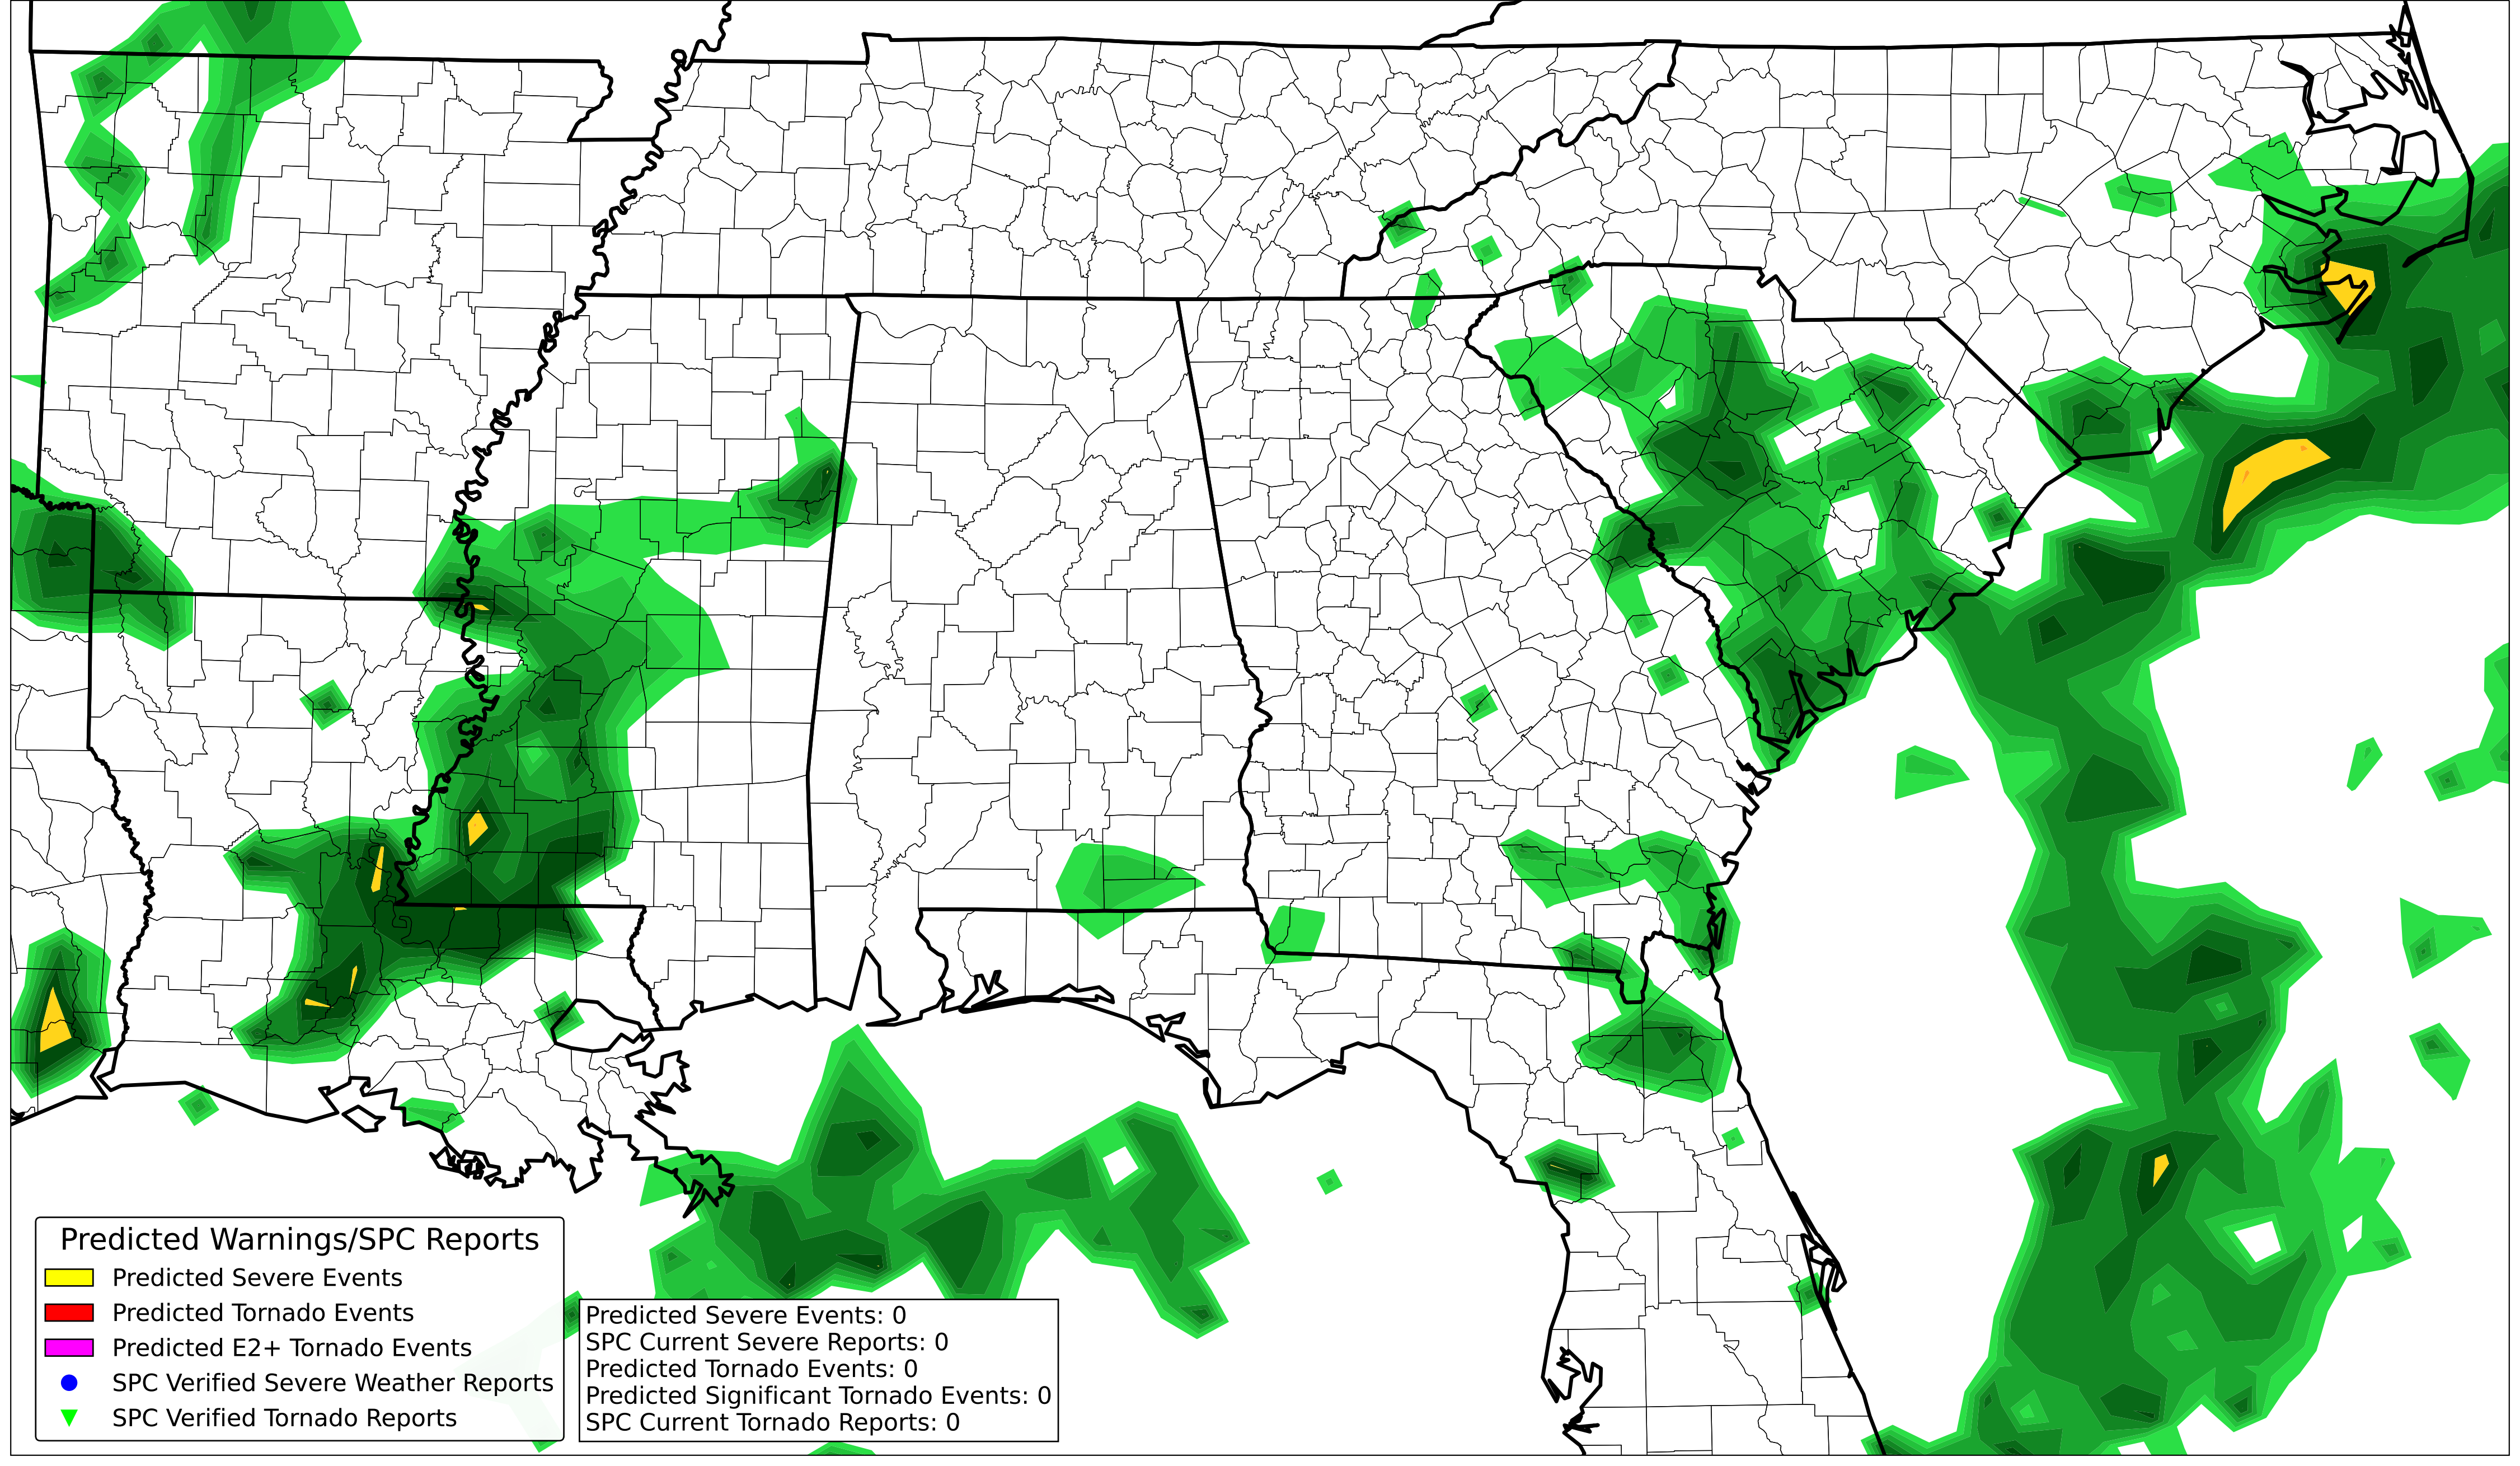 Predicted Warnings/SPC Reports
Predicted Severe Events
Predicted Tornado Events
Predicted E2+ Tornado Events
SPC Verified Severe Weather Reports
SPC Verified Tornado Reports
Predicted Severe Events: 0
SPC Current Severe Reports: 0
Predicted Tornado Events: 0
Predicted Significant Tornado Events: 0
SPC Current Tornado Reports: 0